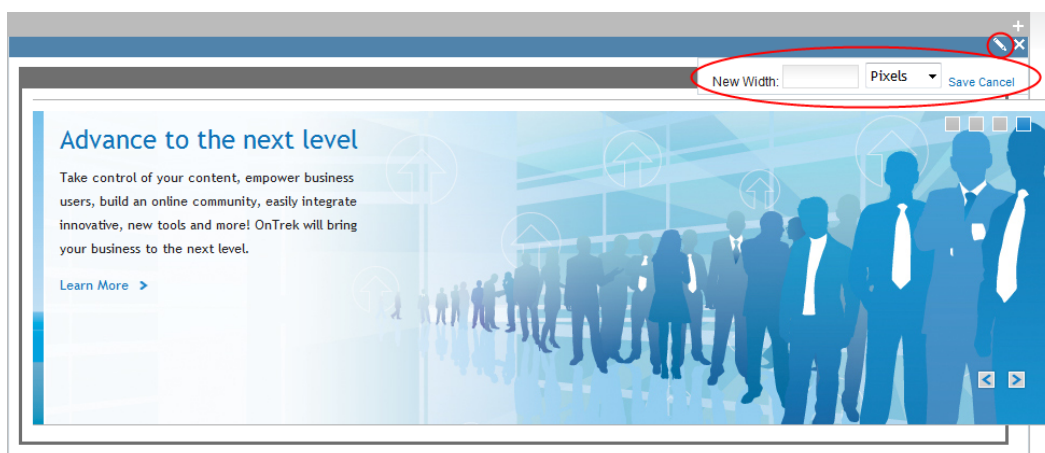 New Width: Pixels Save Cancel
Advance to the next level
Take control of your content, empower business
users, build an online community, easily integrate
innovative, new tools and more! OnTrek will bring
your business to the next level.
Learn More >